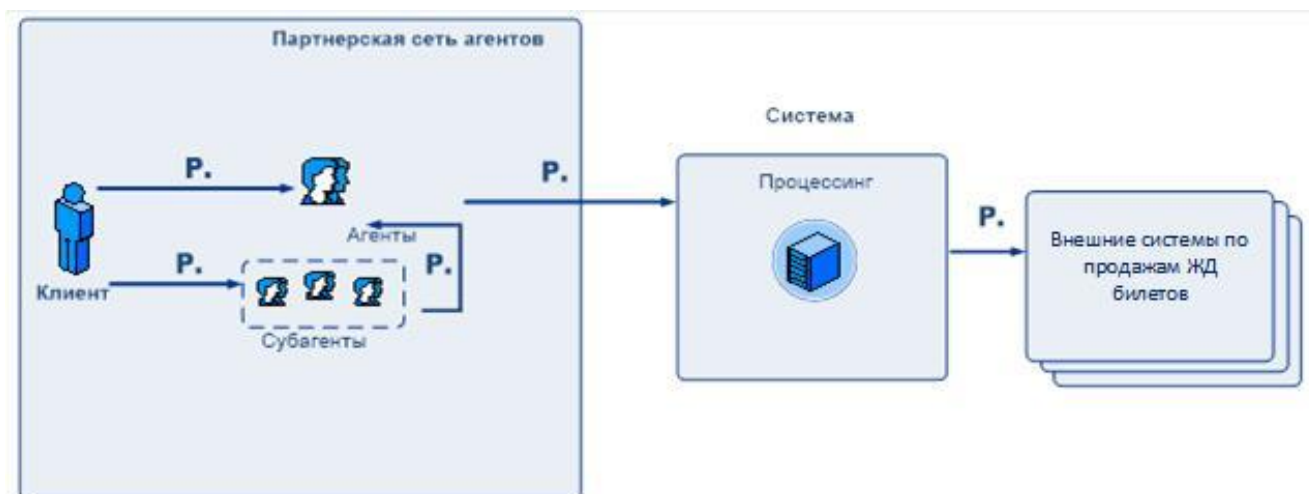 Партнерская сеть агентов
Р.
Агенты
Р.
Клиент
Р.
Субагенты
Р.
Система
Процессинг
Р.
Внешние системы по
продажам ЖД
билетов